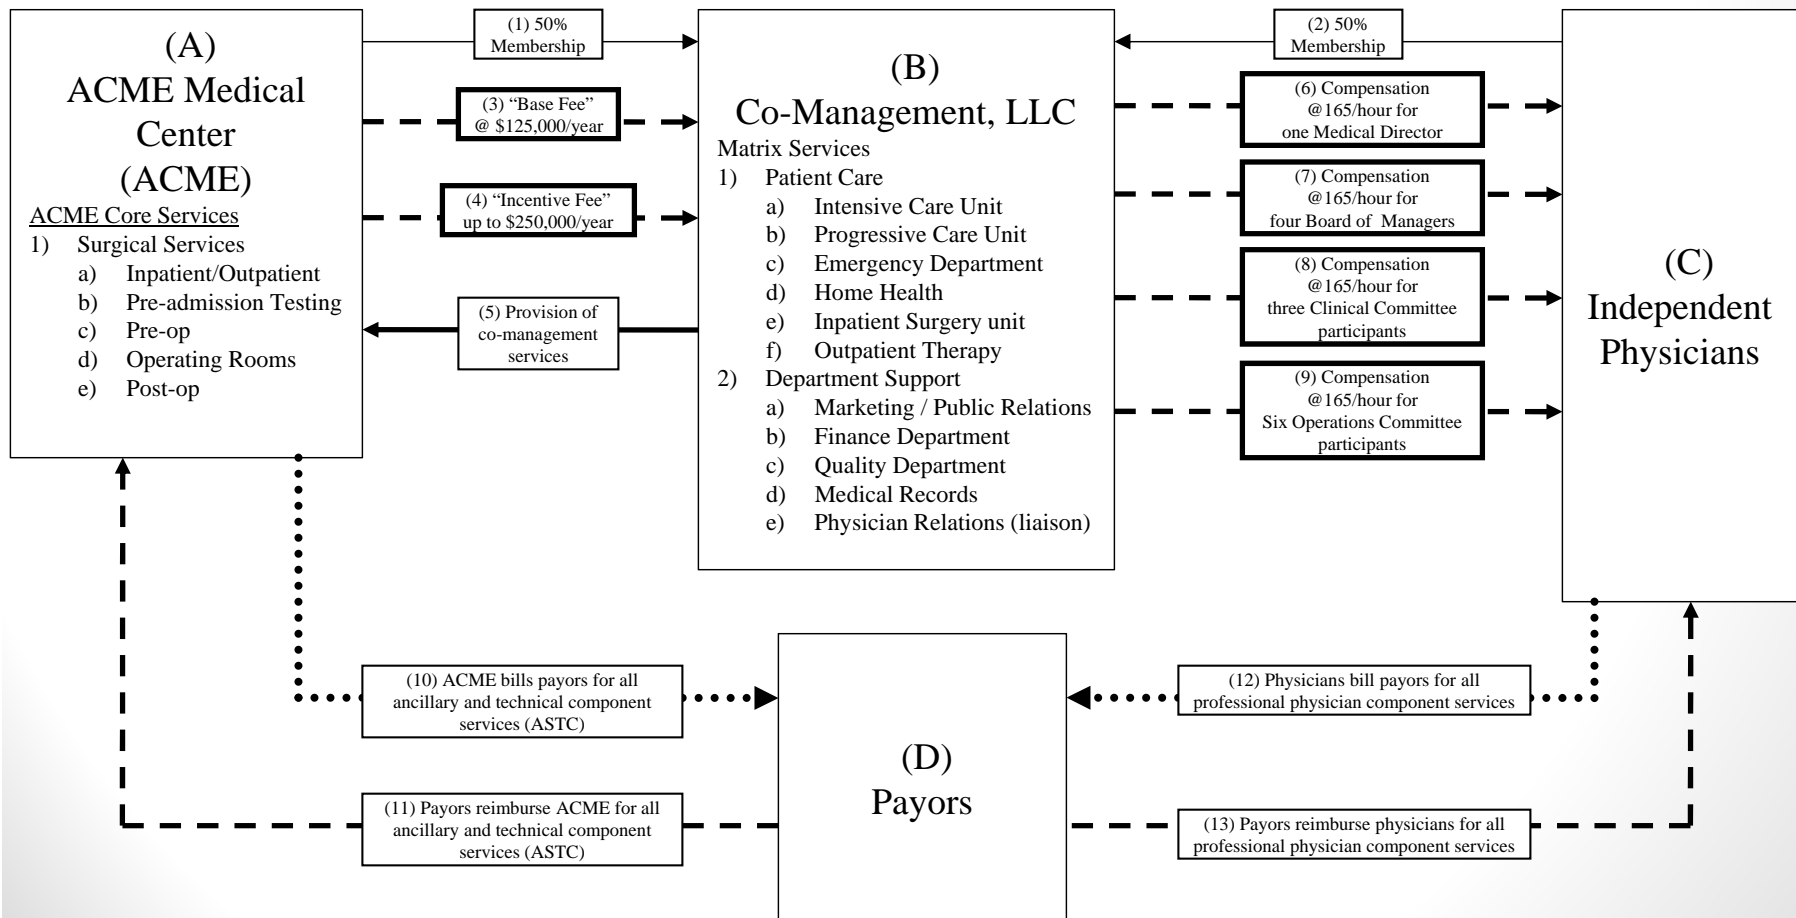 (A)
ACME Medical
Center
(ACME)
ACME Core Services
1) Surgical Services
a) Inpatient/Outpatient
b) Pre-admission Testing
c) Pre-op
d) Operating Rooms
e) Post-op
(1) 50%
Membership
(3) “Base Fee”
@ $125,000/year
(4) “Incentive Fee”
up to $250,000/year
(5) Provision of
co-management
services
(B)
Co-Management, LLC
Matrix Services
1) Patient Care
a) Intensive Care Unit
b) Progressive Care Unit
c) Emergency Department
d) Home Health
e) Inpatient Surgery unit
f) Outpatient Therapy
2) Department Support
a) Marketing / Public Relations
b) Finance Department
c) Quality Department
d) Medical Records
e) Physician Relations (liaison)
(2) 50%
Membership
(6) Compensation
@165/hour for
one Medical Director
(7) Compensation
@165/hour for
four Board of Managers
(8) Compensation
@165/hour for
three Clinical Committee
participants
(9) Compensation
@165/hour for
Six Operations Committee
participants
(C)
Independent
Physicians
(10) ACME bills payors for all
ancillary and technical component
services (ASTC)
(11) Payors reimburse ACME for all
ancillary and technical component
services (ASTC)
(D)
Payors
(12) Physicians bill payors for all
professional physician component services
(13) Payors reimburse physicians for all
professional physician component services